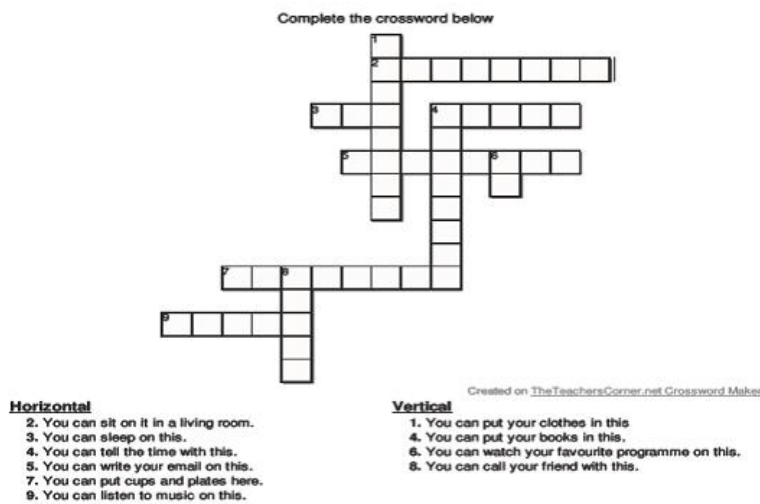 Complete the crossword below
1
2
3
4
5
6
7
8
9
Created on TheTeachersCorner.net Crossword Maker
Horizontal
2. You can sit on it in a living room.
3. You can sleep on this.
4. You can tell the time with this.
5. You can write your email on this.
7. You can put cups and plates here.
9. You can listen to music on this.
Vertical
1. You can put your clothes in this
4. You can put your books in this.
6. You can watch your favourite programme on this.
8. You can call your friend with this.